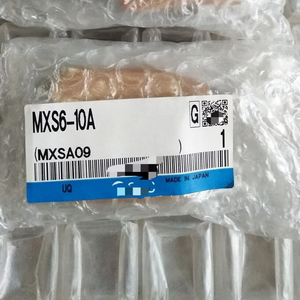 MXS6-10A
G
(MXSA09 )
1
UQ
MADE IN JAPAN